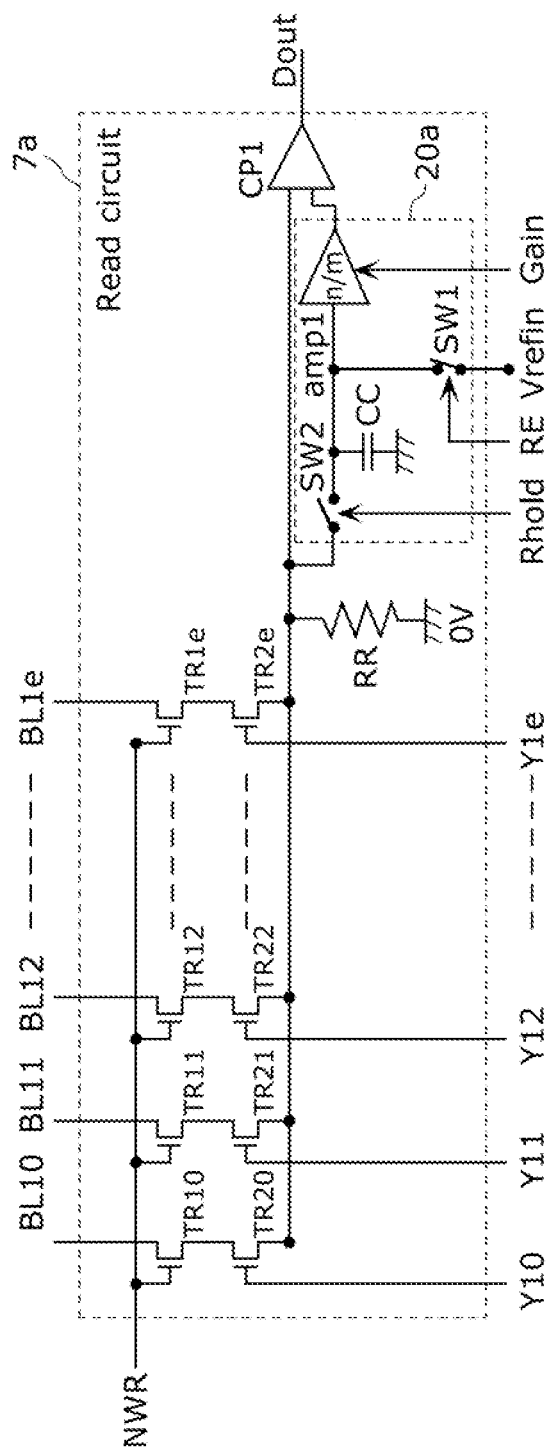 7a
Read circuit
BL10
BL11
BL12
BL1e
NWR
TR10
TR11
TR12
TR1e
TR20
TR21
TR22
TR2e
RR
0V
SW2
amp1
CC
n/m
CP1
Dout
20a
SW1
Y10
Y11
Y12
Y1e
Rhold
RE
Vrefin
Gain